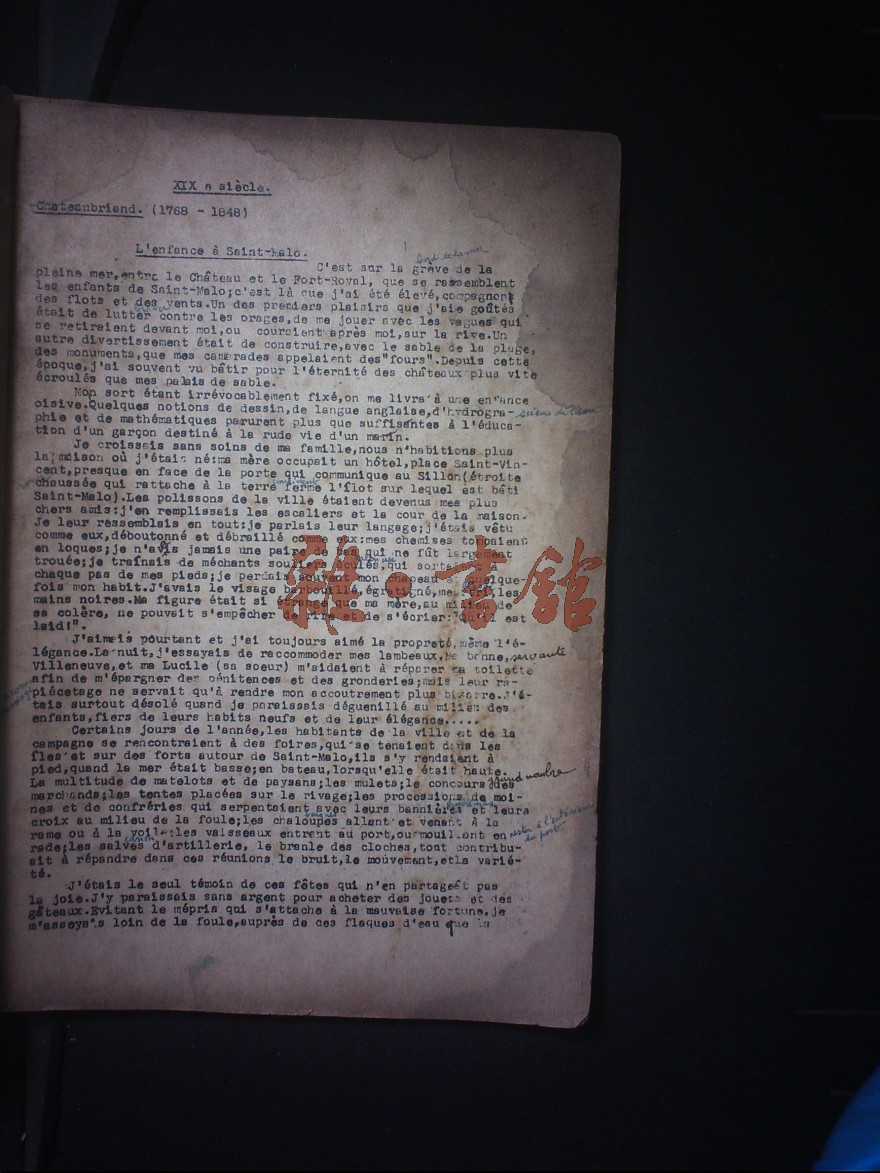 XIX e siècle.
Chateaubriand. (1768 - 1848)
L'enfance à Saint-Malo.
bord de la mer
C'est sur la grève de la
pleine mer,entre le Château et le Fort-Royal, que se rassemblent
les enfants de Saint-Malo;c'est là que j'ai été élevé,compagnon
des flots et des vents.Un des premiers plaisirs que j'aie goûtés
était de lutter contre les orages,de me jouer avec les vagues qui
se retiraient devant moi,ou couraient après moi,sur la rive.Un
autre divertissement était de construire,avec le sable de la plage,
des monuments,que mes camarades appelaient des"fours".Depuis cette
époque,j'ai souvent vu bâtir pour l'éternité des châteaux plus vite
écroulés que mes palais de sable.
Mon sort étant irrévocablement fixé,on me livra à une enfance
oisive.Quelques notions de dessin,de langue anglaise,d'hydrogra-
phie et de mathématiques parurent plus que suffisantes à l'éduca-
tion d'un garçon destiné à la rude vie d'un marin.
Je croissais sans soins de ma famille,nous n'habitions plus
la maison où j'étais né:ma mère occupait un hôtel,place Saint-Vin-
cent,presque en face de la porte qui communique au Sillon(étroite
chaussée qui rattache à la terre ferme l'îlot sur lequel est bâti
Saint-Malo).Les polissons de la ville étaient devenus mes plus
chers amis:j'en remplissais les escaliers et la cour de la maison.
Je leur ressemblais en tout:je parlais leur langage;j'étais vêtu
comme eux,déboutonné et débraillé comme eux:mes chemises tombaient
en loques;je n'avais jamais une paire de bas qui ne fût largement
trouée;je traînais de méchants souliers éculés,qui sortaient à
chaque pas de mes pieds;je perdais souvent mon chapeau et quelque-
fois mon habit.J'avais le visage barbouillé,égratigné,meurtri,les
mains noires.Ma figure était si étrange que ma mère,au milieu de
sa colère, ne pouvait s'empêcher de rire et de s'écrier:"Qu'il est
laid!".
J'aimais pourtant et j'ai toujours aimé la propreté,même l'é-
légance.La nuit,j'essayais de raccommoder mes lambeaux.Ma bonne, servante
Villeneuve,et ma Lucile (sa soeur) m'aidaient à réparer ma toilette
afin de m'épargner des pénitences et des gronderies;mais leur ra-
piécetage ne servait qu'à rendre mon accoutrement plus bizarre.J'é-
tais surtout désolé quand je paraissais déguenillé au milieu des
enfants,fiers de leurs habits neufs et de leur élégance.....
Certains jours de l'année,les habitants de la ville et de la
campagne se rencontraient à des foires,qui se tenaient dans les
îles et sur des forts autour de Saint-Malo,ils s'y rendaient à
pied,quand la mer était basse;en bateau,lorsqu'elle était haute.
La multitude de matelots et de paysans;les mulets;le concours des
marchands;les tentes placées sur le rivage;les processions de moi-
nes et de confréries qui serpentaient avec leurs bannières et leurs
croix au milieu de la foule;les chaloupes allant et venant à la
rame ou à la voile;les vaisseaux entrant au port,ou mouillant en
rade;les salves d'artillerie, le branle des cloches,tout contribu-
ait à répandre dans ces réunions le bruit,le mouvement,etla varié-
té.
J'étais le seul témoin de ces fêtes qui n'en partageât pas
la joie.J'y paraissais sans argent pour acheter des jouets et des
gâteaux.Evitant le mépris qui s'attache à la mauvaise fortune,je
m'asseyais loin de la foule,auprès de ces flaques d'eau que la